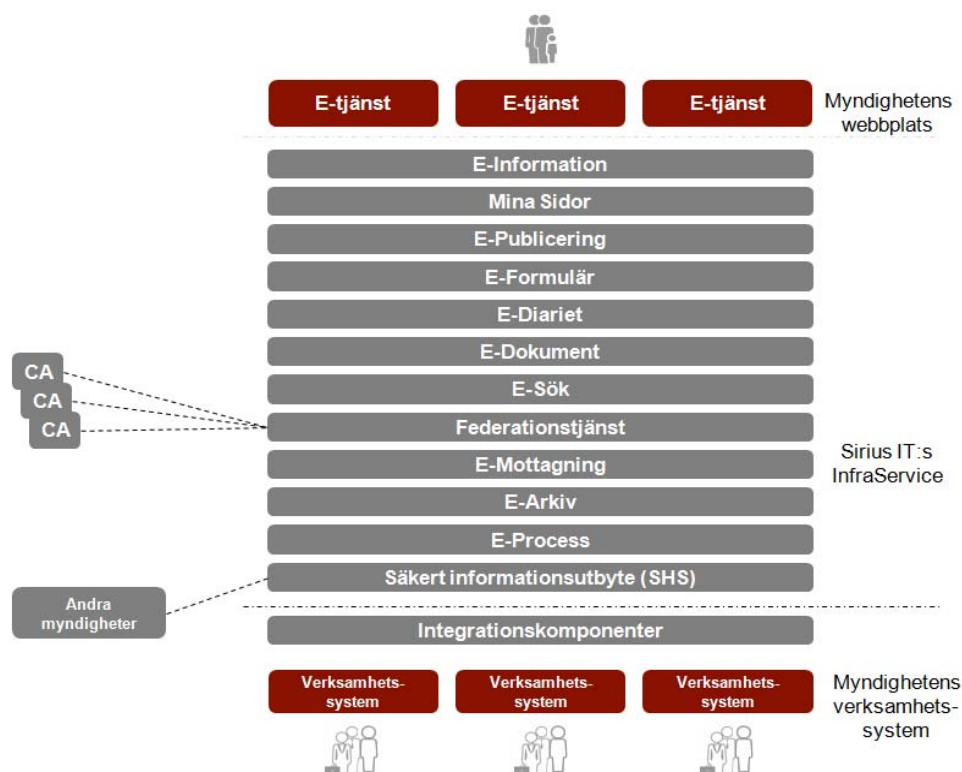 E-tjänst
E-tjänst
E-tjänst
Myndighetens
webbplats
E-Information
Mina Sidor
E-Publicering
E-Formulär
E-Diariet
E-Dokument
E-Sök
CA
CA
CA
Federationstjänst
E-Mottagning
E-Arkiv
E-Process
Sirius IT:s
InfraService
Säkert informationsutbyte (SHS)
Andra
myndigheter
Integrationskomponenter
Verksamhets-
system
Verksamhets-
system
Verksamhets-
system
Myndighetens
verksamhets-
system